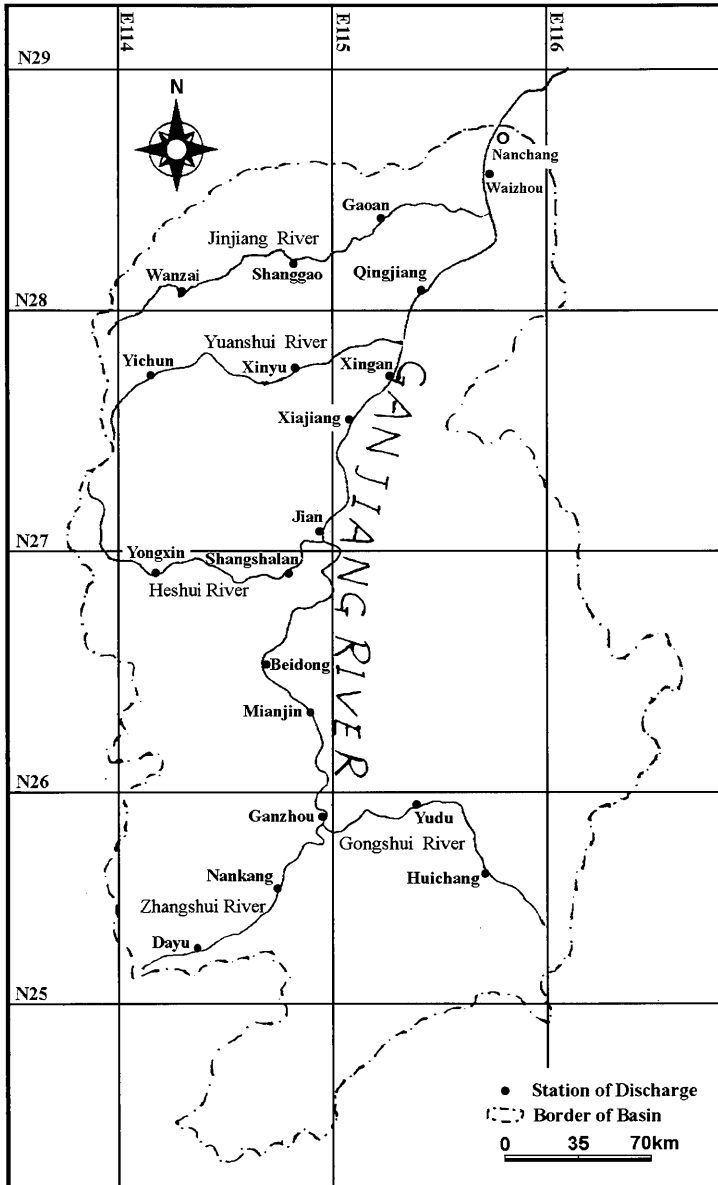 E114
E115
E116
N29
N
Nanchang
Waizhou
Gaoan
Jinjiang River
Wanzai
Shanggao
Qingjiang
N28
Yuanshui River
Yichun
Xinyu
Xingan
Xiajiang
GANJIANG RIVER
Jian
N27
Yongxin
Shangshalan
Heshui River
Beidong
Mianjin
N26
Ganzhou
Yudu
Gongshui River
Nankang
Huichang
Zhangshui River
Dayu
N25
Station of Discharge
Border of Basin
0 35 70km